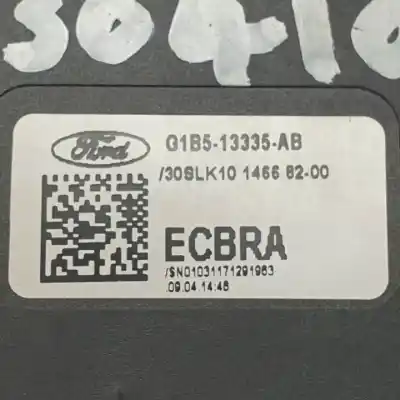 30410
Ford
G1B5-13335-AB
/30SLK10 1466 82-00
ECBRA
/SN01031171291963
09.04.14:48